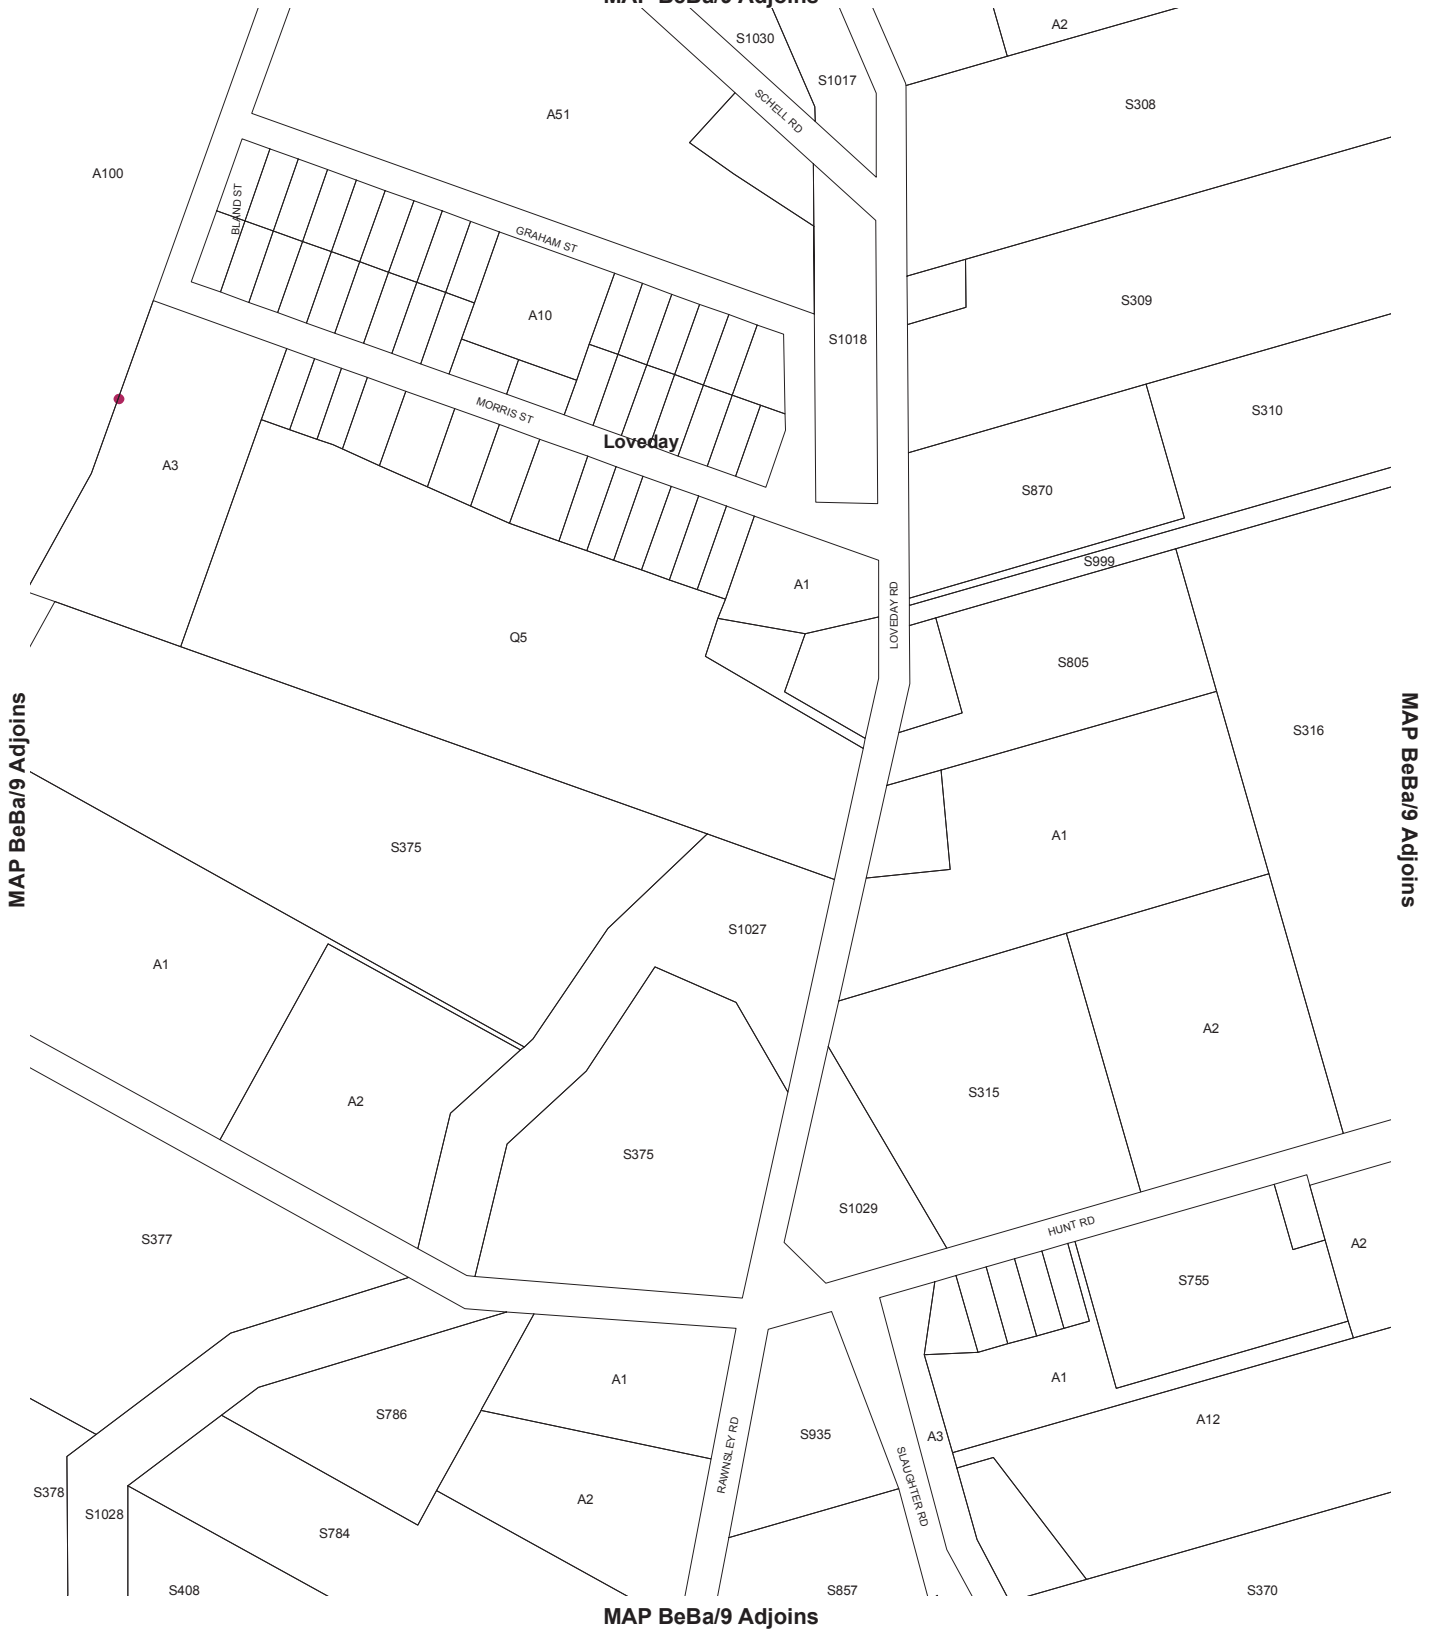 MAP BeBa/9 Adjoins
A2
S1030
S1017
SCHELL RD
S308
A51
A100
BLAND ST
GRAHAM ST
S309
A10
S1018
MORRIS ST
S310
Loveday
A3
S870
S999
A1
LOVEDAY RD
Q5
S805
S316
MAP BeBa/9 Adjoins
MAP BeBa/9 Adjoins
S375
A1
S1027
A1
A2
A2
S315
S375
S1029
HUNT RD
S377
A2
S755
A1
A1
S786
A12
S935
A3
RAWNSLEY RD
SLAUGHTER RD
S378
A2
S1028
S784
S408
S857
S370
MAP BeBa/9 Adjoins